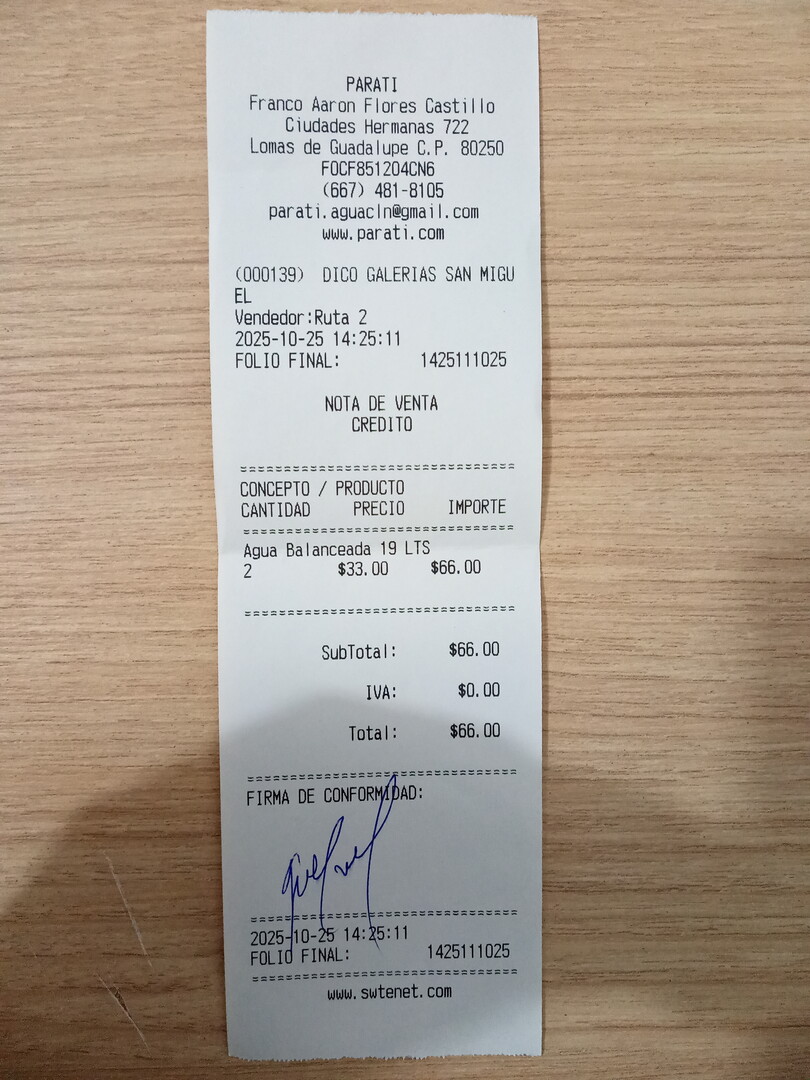 PARATI
Franco Aaron Flores Castillo
Ciudades Hermanas 722
Lomas de Guadalupe C.P. 80250
FOCF851204CN6
(667) 481-8105
parati.aguacln@gmail.com
www.parati.com
(000139) DICO GALERIAS SAN MIGU
EL
Vendedor:Ruta 2
2025-10-25 14:25:11
FOLIO FINAL: 1425111025
NOTA DE VENTA
CREDITO
================================
CONCEPTO / PRODUCTO
CANTIDAD PRECIO IMPORTE
================================
Agua Balanceada 19 LTS
2 $33.00 $66.00
================================
SubTotal: $66.00
IVA: $0.00
Total: $66.00
================================
FIRMA DE CONFORMIDAD:
================================
2025-10-25 14:25:11
FOLIO FINAL: 1425111025
================================
www.swtenet.com